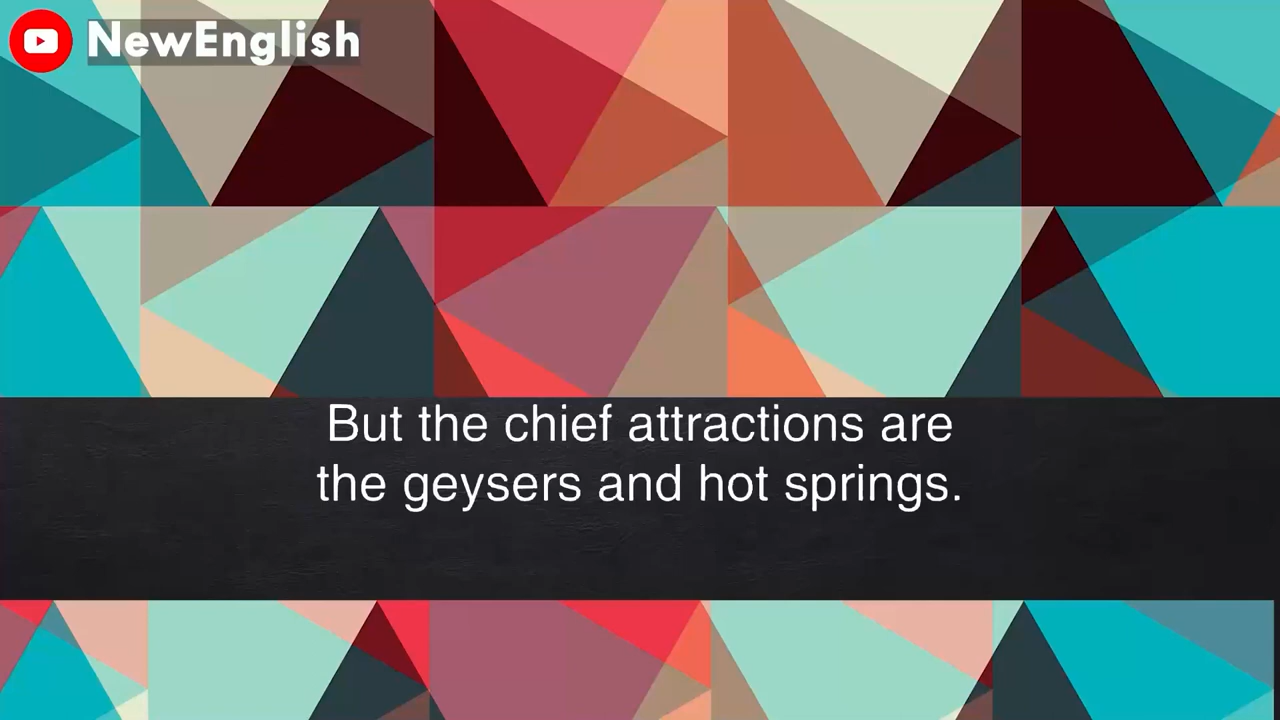 NewEnglish
But the chief attractions are
the geysers and hot springs.